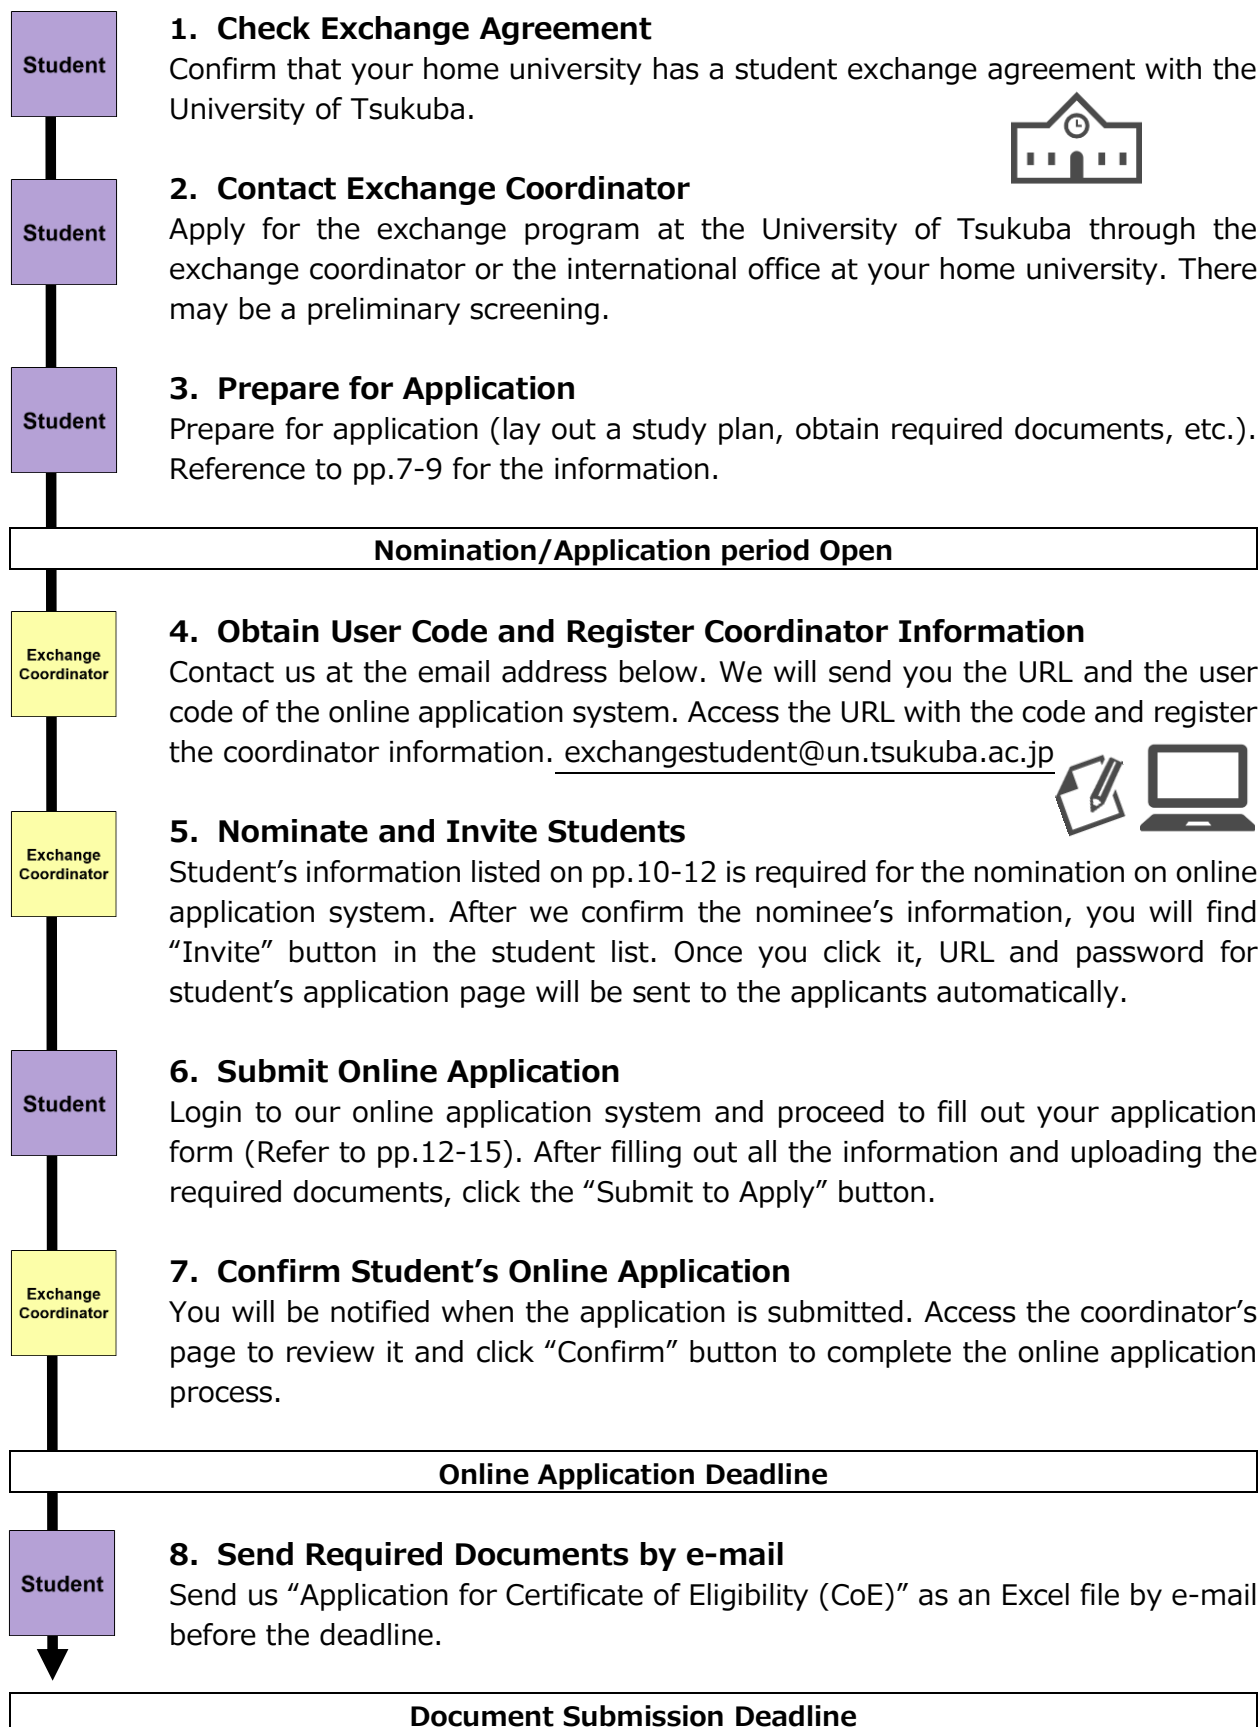 Student
1. Check Exchange Agreement
Confirm that your home university has a student exchange agreement with the
University of Tsukuba.
Student
2. Contact Exchange Coordinator
Apply for the exchange program at the University of Tsukuba through the
exchange coordinator or the international office at your home university. There
may be a preliminary screening.
Student
3. Prepare for Application
Prepare for application (lay out a study plan, obtain required documents, etc.).
Reference to pp.7-9 for the information.
Nomination/Application period Open
Exchange
Coordinator
4. Obtain User Code and Register Coordinator Information
Contact us at the email address below. We will send you the URL and the user
code of the online application system. Access the URL with the code and register
the coordinator information. exchangestudent@un.tsukuba.ac.jp
Exchange
Coordinator
5. Nominate and Invite Students
Student’s information listed on pp.10-12 is required for the nomination on online
application system. After we confirm the nominee’s information, you will find
“Invite” button in the student list. Once you click it, URL and password for
student’s application page will be sent to the applicants automatically.
Student
6. Submit Online Application
Login to our online application system and proceed to fill out your application
form (Refer to pp.12-15). After filling out all the information and uploading the
required documents, click the “Submit to Apply” button.
Exchange
Coordinator
7. Confirm Student’s Online Application
You will be notified when the application is submitted. Access the coordinator’s
page to review it and click “Confirm” button to complete the online application
process.
Online Application Deadline
Student
8. Send Required Documents by e-mail
Send us “Application for Certificate of Eligibility (CoE)” as an Excel file by e-mail
before the deadline.
Document Submission Deadline